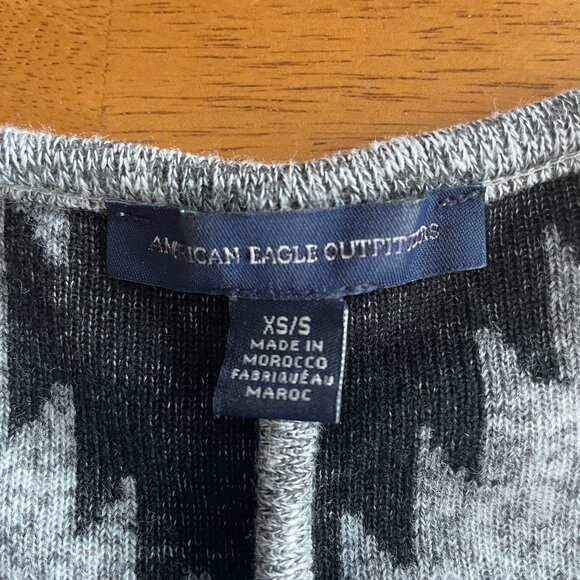 AMERICAN EAGLE OUTFITTERS
XS/S
MADE IN
MOROCCO
FABRIQUÉ AU
MAROC